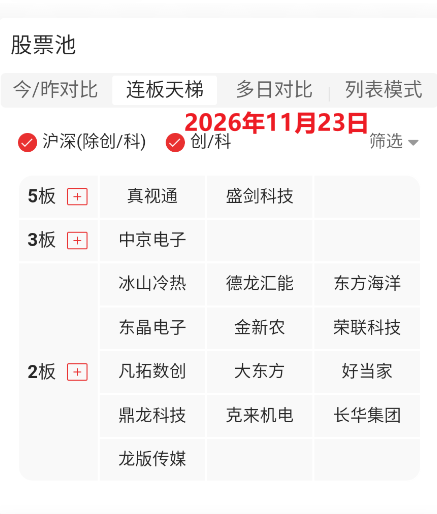 股票池
今/昨对比 连板天梯 多日对比 列表模式
2026年11月23日
沪深(除创/科) 创/科 筛选
5板 真视通 盛剑科技
3板 中京电子
冰山冷热 德龙汇能 东方海洋
东晶电子 金新农 荣联科技
2板 凡拓数创 大东方 好当家
鼎龙科技 克来机电 长华集团
龙版传媒